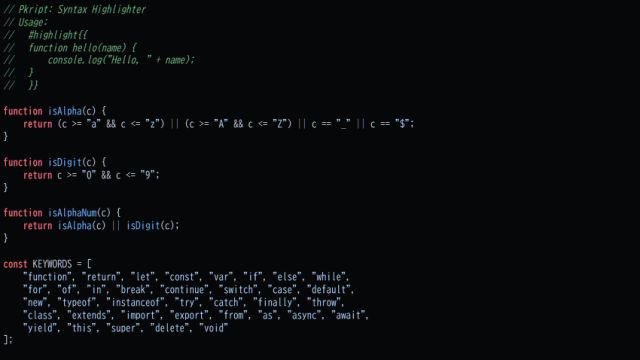 // Pkript: Syntax Highlighter
// Usage:
//   #highlight{{
//   function hello(name) {
//       console.log("Hello, " + name);
//   }
//   }}
function isAlpha(c) {
    return (c >= "a" && c <= "z") || (c >= "A" && c <= "Z") || c == "_" || c == "$";
}
function isDigit(c) {
    return c >= "0" && c <= "9";
}
function isAlphaNum(c) {
    return isAlpha(c) || isDigit(c);
}
const KEYWORDS = [
    "function", "return", "let", "const", "var", "if", "else", "while",
    "for", "of", "in", "break", "continue", "switch", "case", "default",
    "new", "typeof", "instanceof", "try", "catch", "finally", "throw",
    "class", "extends", "import", "export", "from", "as", "async", "await",
    "yield", "this", "super", "delete", "void"
];